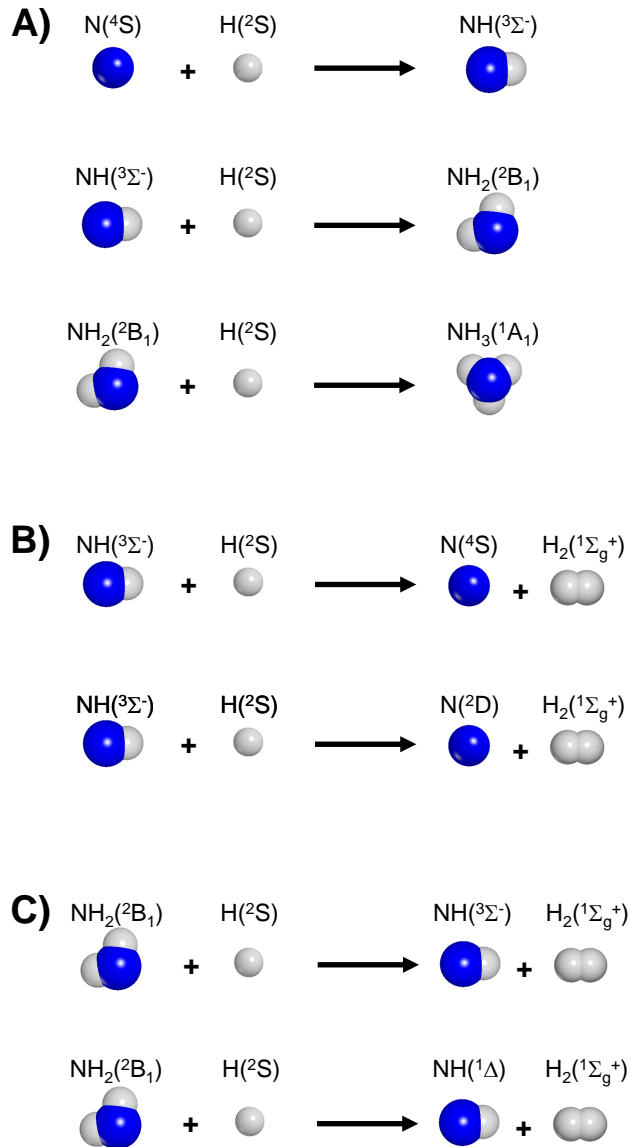 A) N(⁴S) H(²S) NH(³Σ⁻)
+
NH(³Σ⁻) H(²S) NH₂(²B₁)
+
NH₂(²B₁) H(²S) NH₃(¹A₁)
+
B) NH(³Σ⁻) H(²S) N(⁴S) H₂(¹Σg⁺)
+ +
NH(³Σ⁻) H(²S) N(²D) H₂(¹Σg⁺)
+ +
C) NH₂(²B₁) H(²S) NH(³Σ⁻) H₂(¹Σg⁺)
+ +
NH₂(²B₁) H(²S) NH(¹Δ) H₂(¹Σg⁺)
+ +